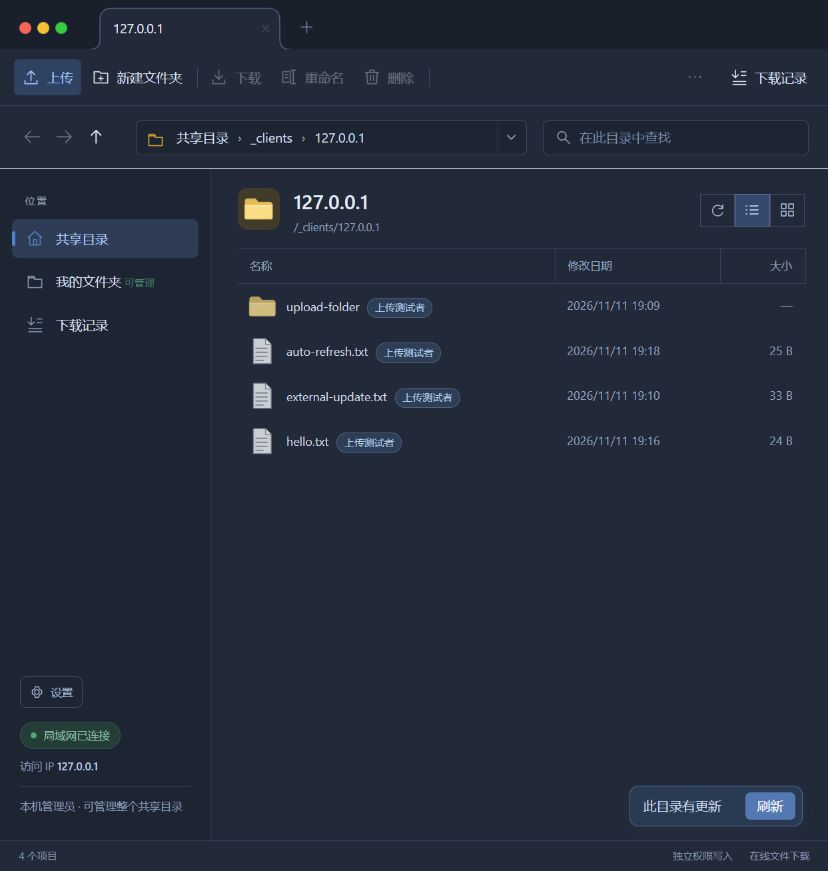 127.0.0.1
上传 新建文件夹 下载 重命名 删除 ··· 下载记录
共享目录 › _clients › 127.0.0.1 在此目录中查找
位置
共享目录
我的文件夹 可管理
下载记录
127.0.0.1
/_clients/127.0.0.1
名称 修改日期 大小
upload-folder 上传测试者 2026/11/11 19:09 —
auto-refresh.txt 上传测试者 2026/11/11 19:18 25 B
external-update.txt 上传测试者 2026/11/11 19:10 33 B
hello.txt 上传测试者 2026/11/11 19:16 24 B
设置
局域网已连接
访问 IP 127.0.0.1
本机管理员 · 可管理整个共享目录
此目录有更新 刷新
4 个项目 独立权限写入 在线文件下载